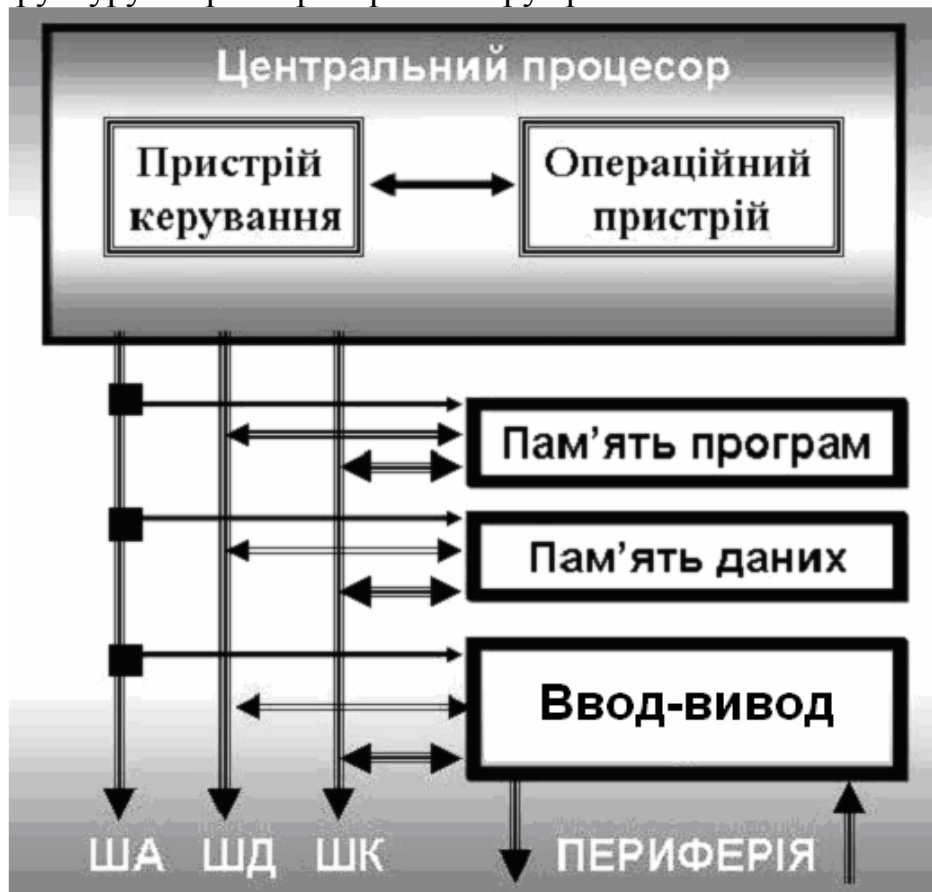 Центральний процесор
Пристрій
керування
Операційний
пристрій
Пам’ять програм
Пам’ять даних
Ввод-вивод
ША ШД ШК ПЕРИФЕРІЯ